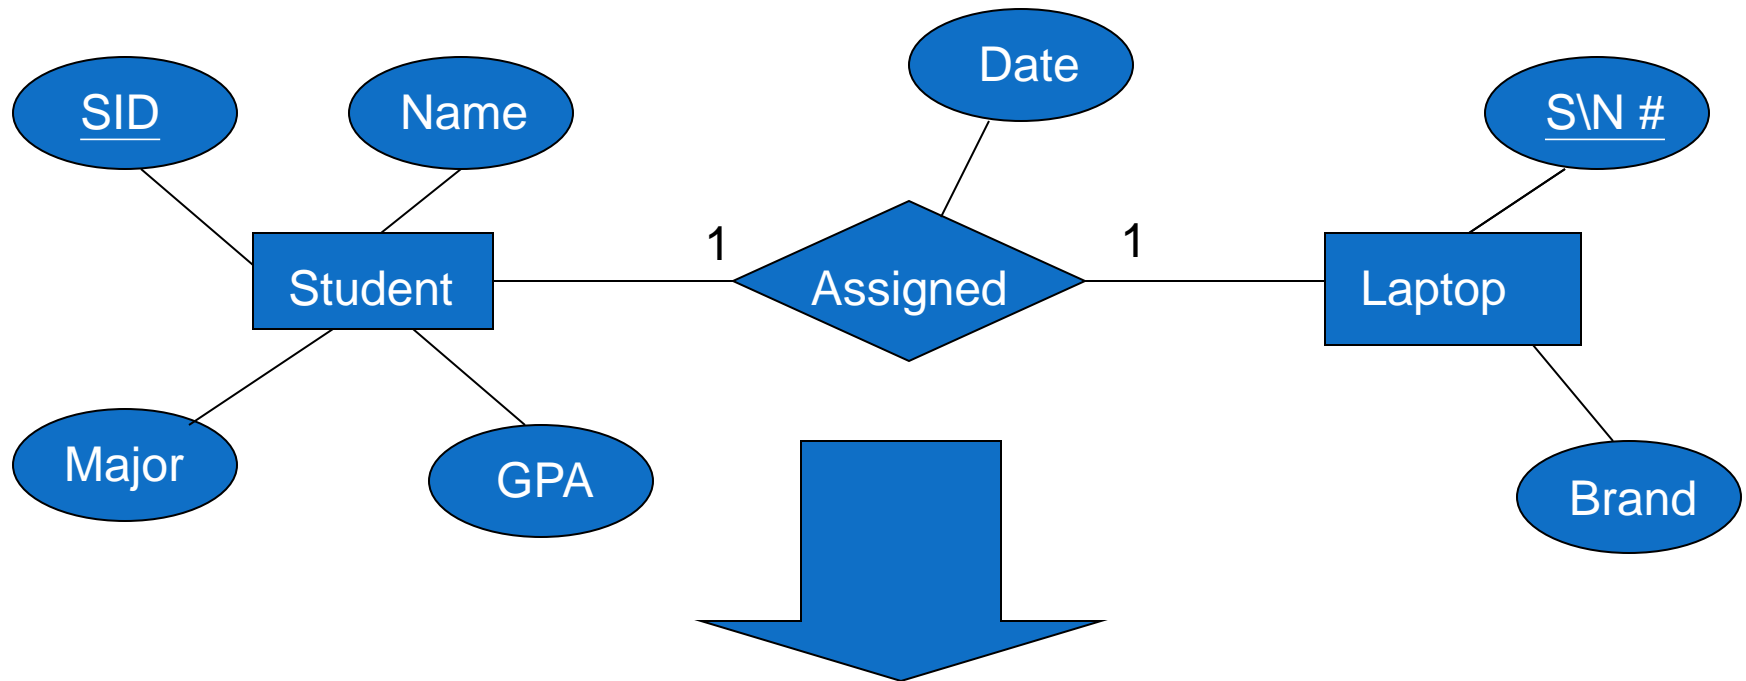 Date
SID
Name
S\N #
1
1
Student
Assigned
Laptop
Major
GPA
Brand